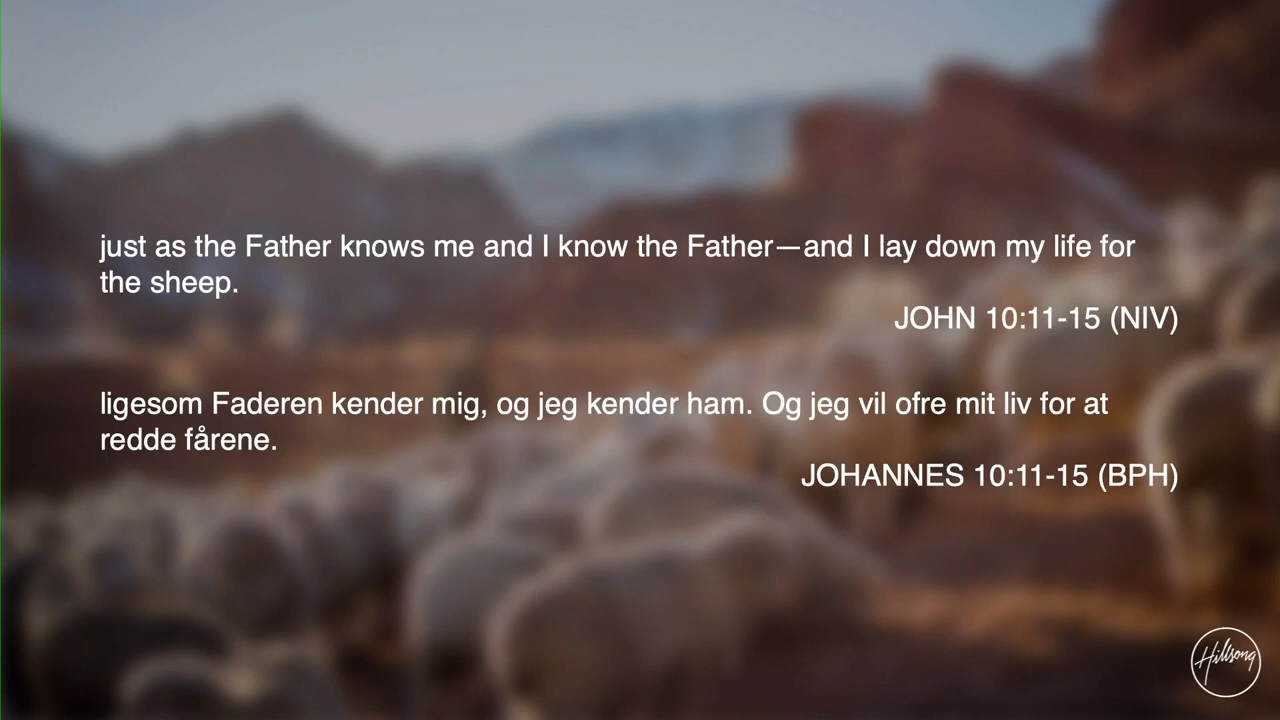 just as the Father knows me and I know the Father—and I lay down my life for
the sheep.
JOHN 10:11-15 (NIV)
ligesom Faderen kender mig, og jeg kender ham. Og jeg vil ofre mit liv for at
redde fårene.
JOHANNES 10:11-15 (BPH)
Hillsong